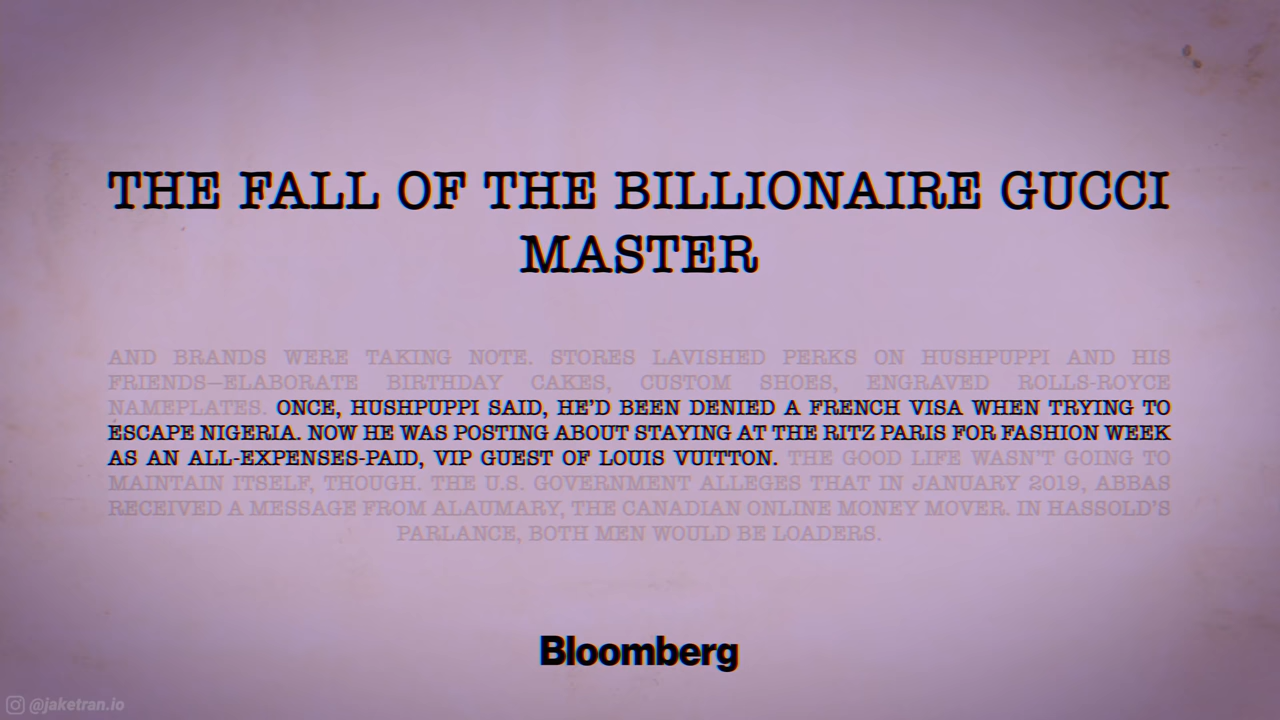 THE FALL OF THE BILLIONAIRE GUCCI
MASTER
AND BRANDS WERE TAKING NOTE. STORES LAVISHED PERKS ON HUSHPUPPI AND HIS
FRIENDS—ELABORATE BIRTHDAY CAKES, CUSTOM SHOES, ENGRAVED ROLLS-ROYCE
NAMEPLATES. ONCE, HUSHPUPPI SAID, HE'D BEEN DENIED A FRENCH VISA WHEN TRYING TO
ESCAPE NIGERIA. NOW HE WAS POSTING ABOUT STAYING AT THE RITZ PARIS FOR FASHION WEEK
AS AN ALL-EXPENSES-PAID, VIP GUEST OF LOUIS VUITTON. THE GOOD LIFE WASN'T GOING TO
MAINTAIN ITSELF, THOUGH. THE U.S. GOVERNMENT ALLEGES THAT IN JANUARY 2019, ABBAS
RECEIVED A MESSAGE FROM ALAUMARY, THE CANADIAN ONLINE MONEY MOVER. IN HASSOLD'S
PARLANCE, BOTH MEN WOULD BE LOADERS.
Bloomberg
@jaketran.io